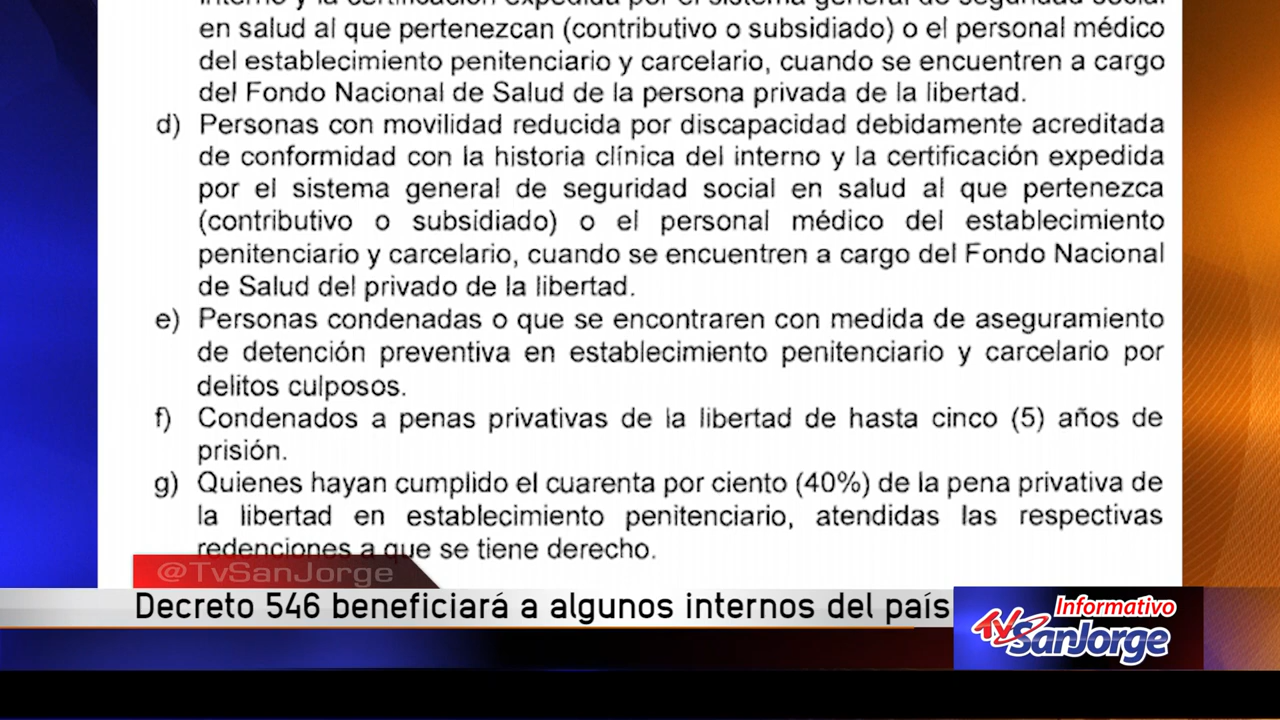 interno y la certificación expedida por el sistema general de seguridad social
en salud al que pertenezcan (contributivo o subsidiado) o el personal médico
del establecimiento penitenciario y carcelario, cuando se encuentren a cargo
del Fondo Nacional de Salud de la persona privada de la libertad.
d) Personas con movilidad reducida por discapacidad debidamente acreditada
de conformidad con la historia clínica del interno y la certificación expedida
por el sistema general de seguridad social en salud al que pertenezca
(contributivo o subsidiado) o el personal médico del establecimiento
penitenciario y carcelario, cuando se encuentren a cargo del Fondo Nacional
de Salud del privado de la libertad.
e) Personas condenadas o que se encontraren con medida de aseguramiento
de detención preventiva en establecimiento penitenciario y carcelario por
delitos culposos.
f) Condenados a penas privativas de la libertad de hasta cinco (5) años de
prisión.
g) Quienes hayan cumplido el cuarenta por ciento (40%) de la pena privativa de
la libertad en establecimiento penitenciario, atendidas las respectivas
redenciones a que se tiene derecho.
@TvSanJorge
Decreto 546 beneficiará a algunos internos del país
Informativo
TV SanJorge